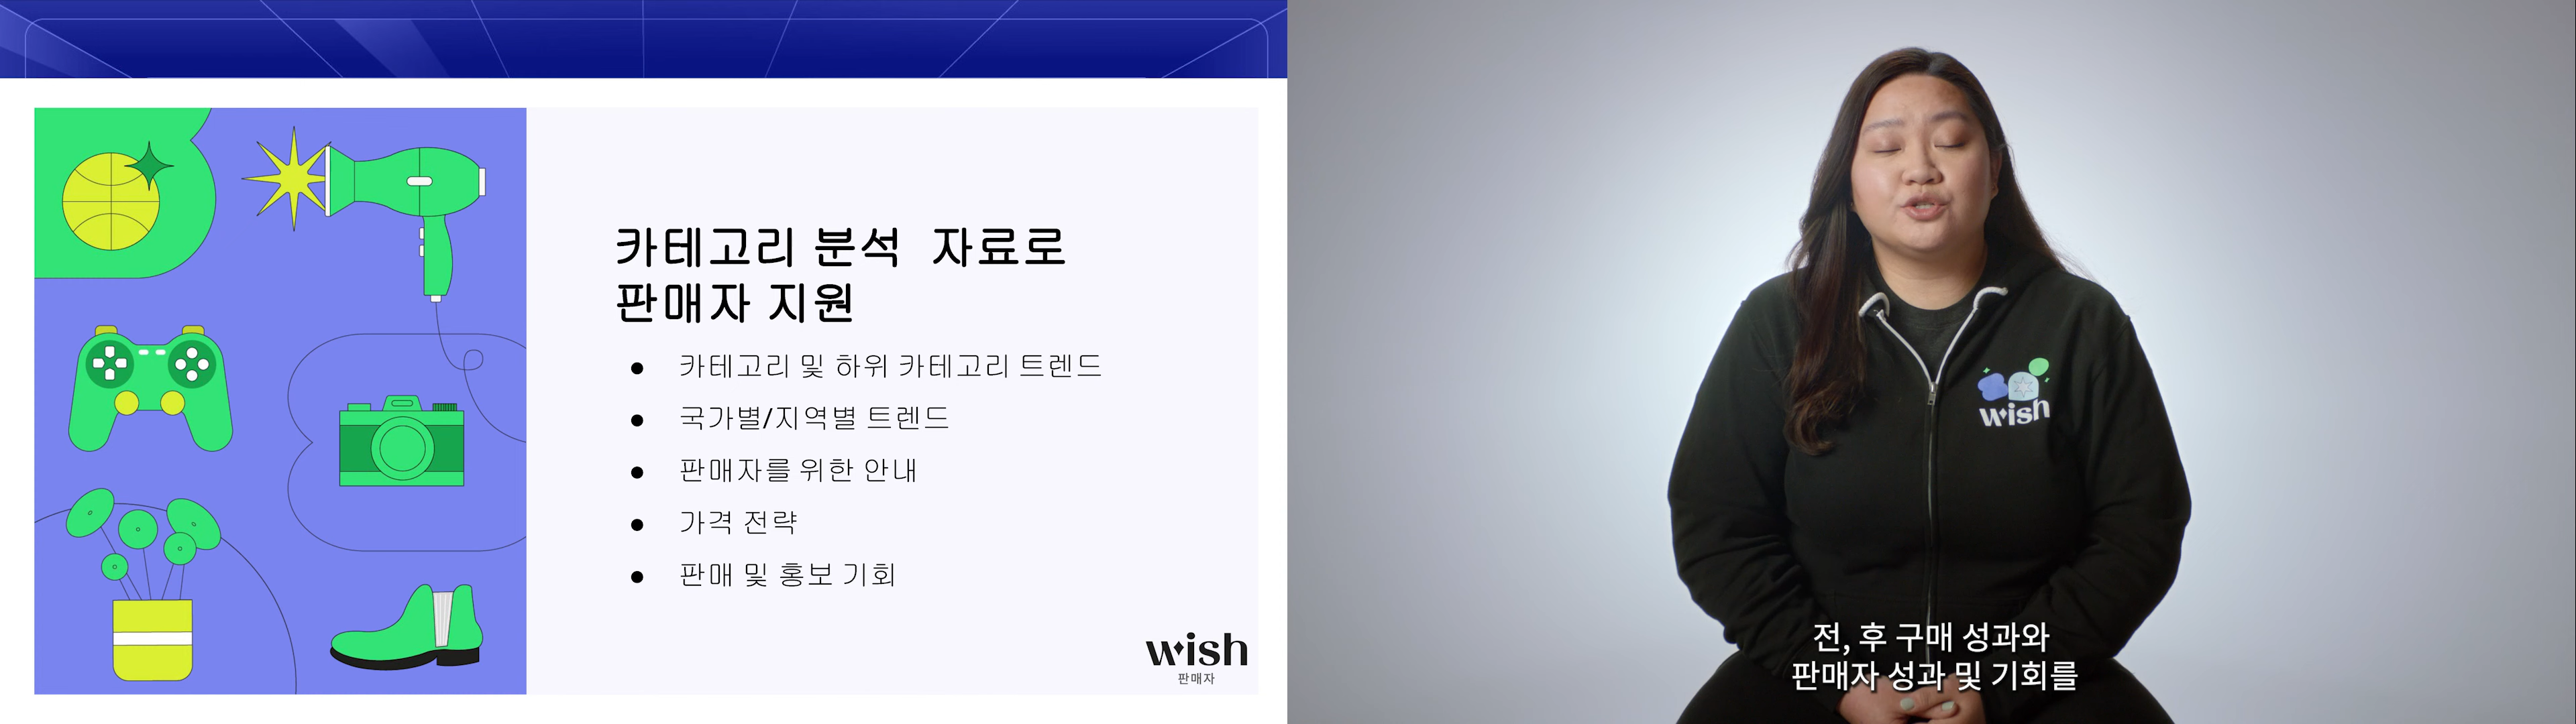 카테고리 분석 자료로
판매자 지원
카테고리 및 하위 카테고리 트렌드
국가별/지역별 트렌드
판매자를 위한 안내
가격 전략
판매 및 홍보 기회
wish
판매자
wish
전, 후 구매 성과와
판매자 성과 및 기회를